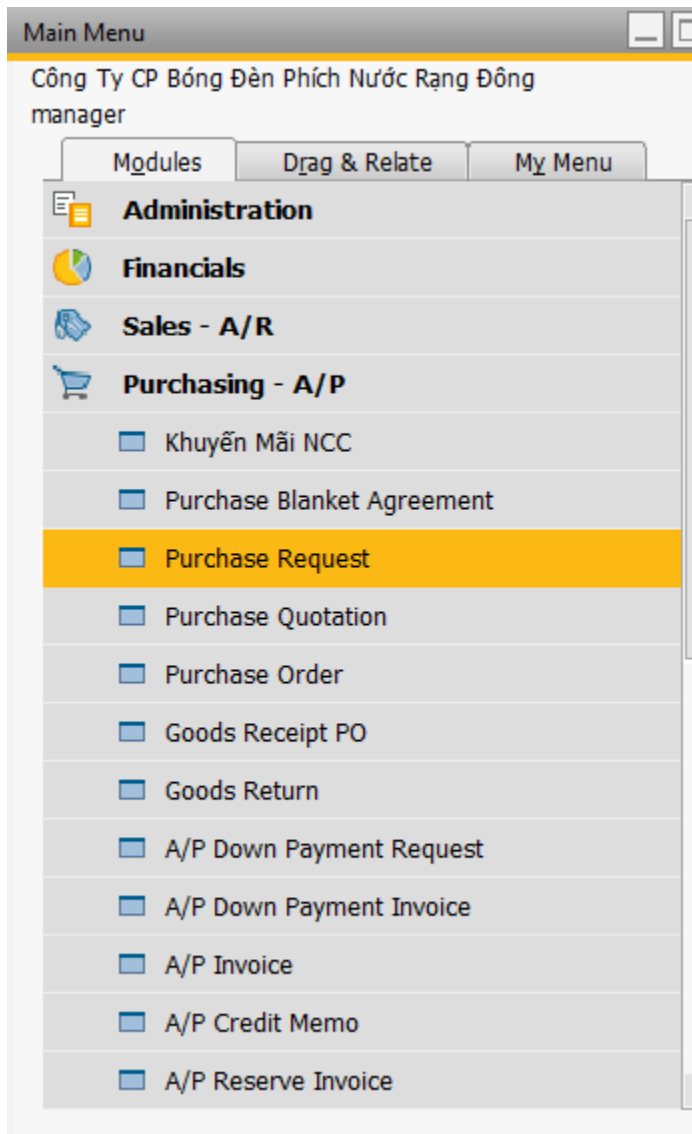 Main Menu
Công Ty CP Bóng Đèn Phích Nước Rạng Đông
manager
Modules Drag & Relate My Menu
Administration
Financials
Sales - A/R
Purchasing - A/P
Khuyến Mãi NCC
Purchase Blanket Agreement
Purchase Request
Purchase Quotation
Purchase Order
Goods Receipt PO
Goods Return
A/P Down Payment Request
A/P Down Payment Invoice
A/P Invoice
A/P Credit Memo
A/P Reserve Invoice